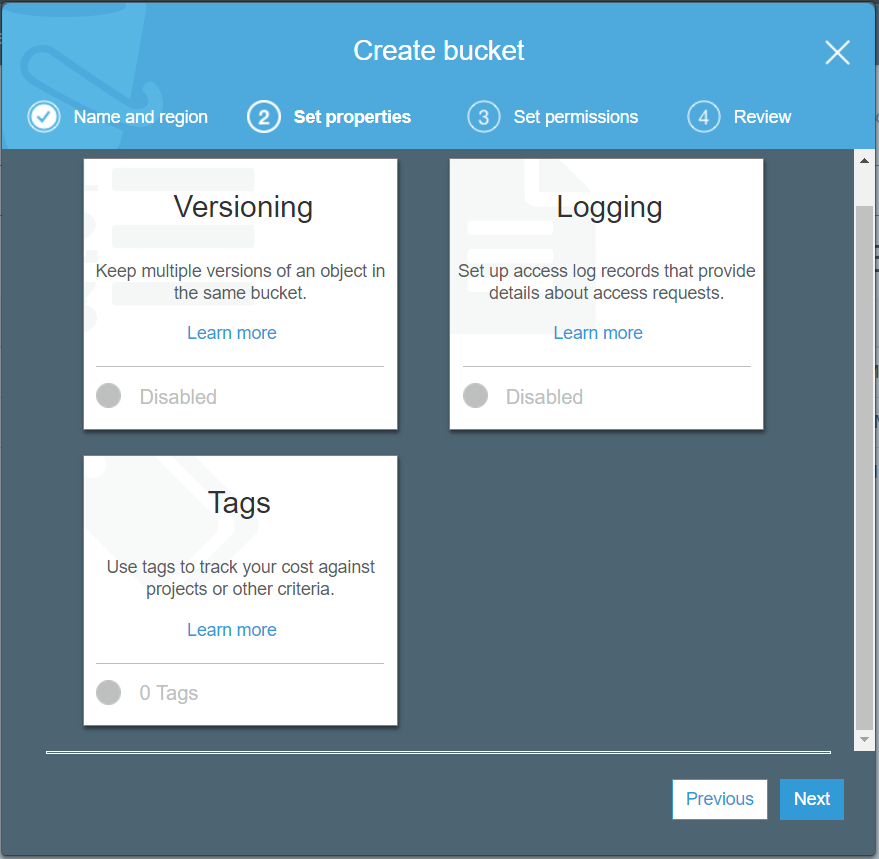 Create bucket
Name and region
2 Set properties
3 Set permissions
4 Review
Versioning
Keep multiple versions of an object in
the same bucket.
Learn more
Disabled
Logging
Set up access log records that provide
details about access requests.
Learn more
Disabled
Tags
Use tags to track your cost against
projects or other criteria.
Learn more
0 Tags
Previous
Next